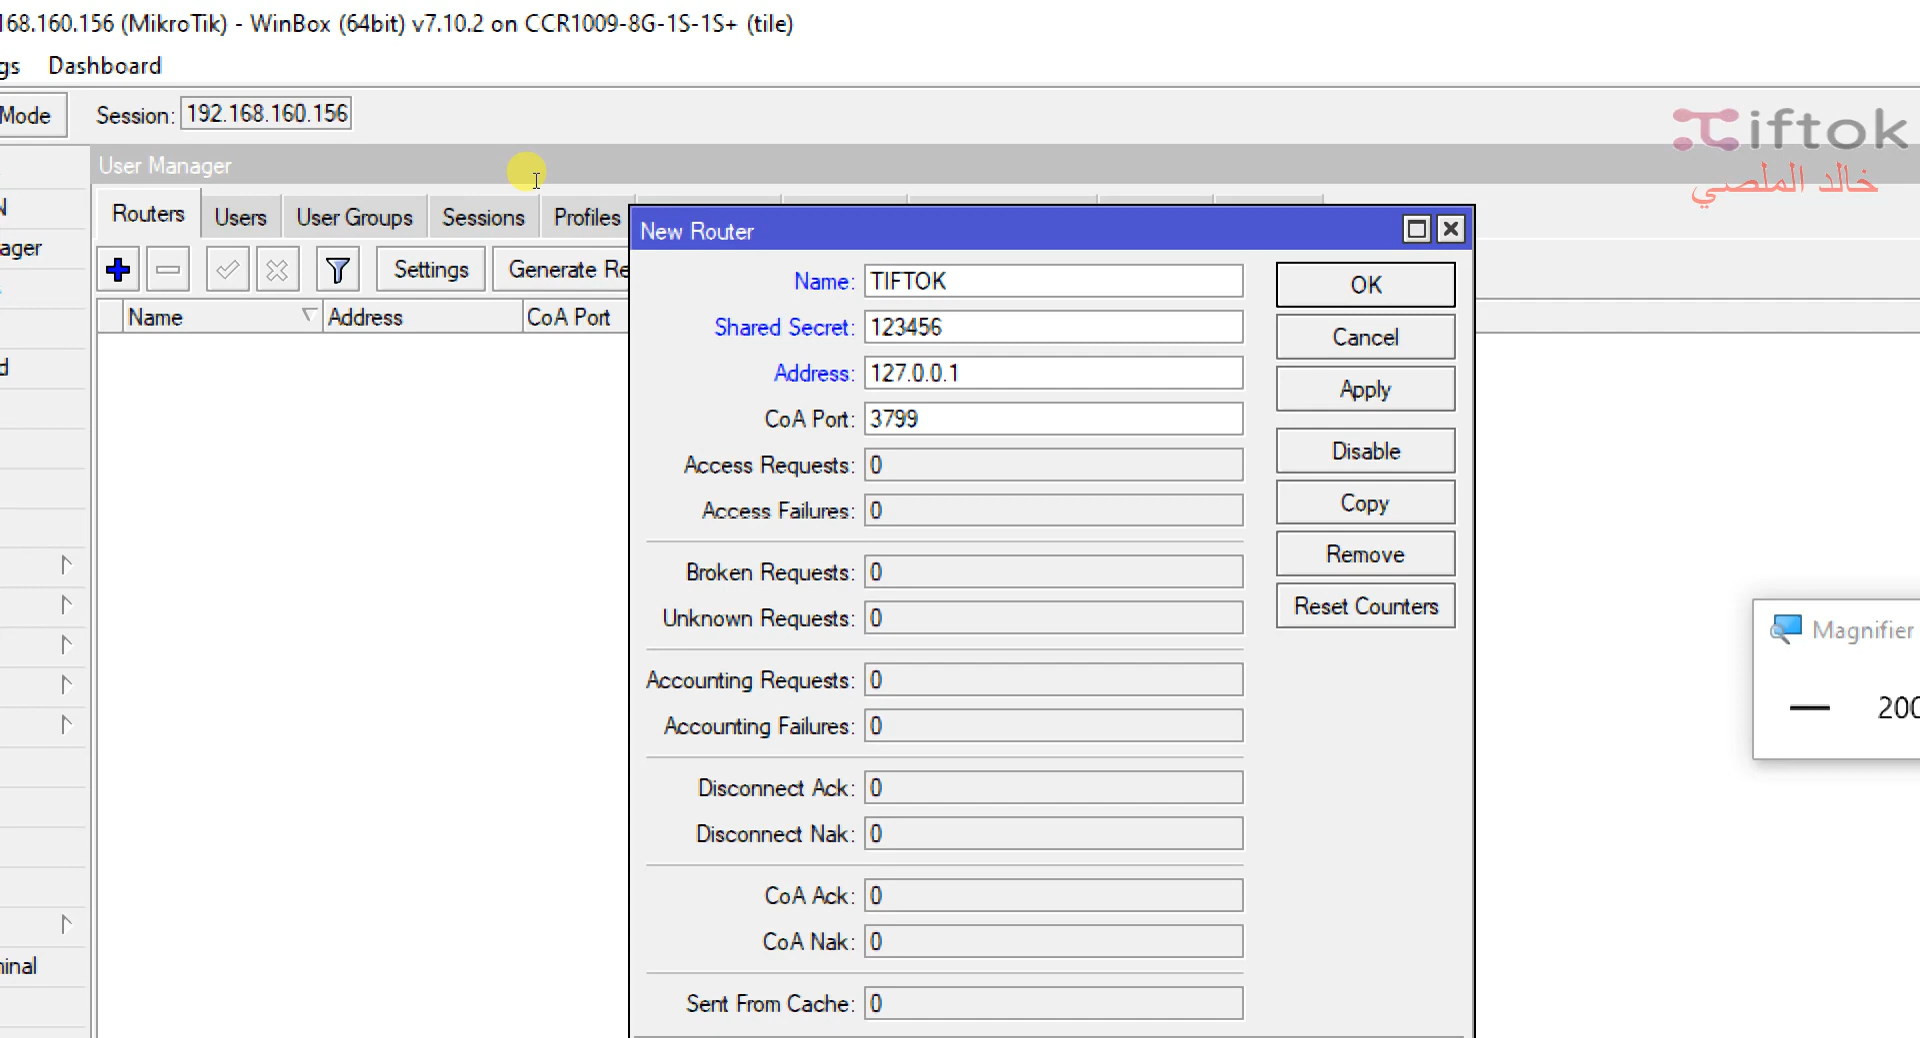 168.160.156 (MikroTik) - WinBox (64bit) v7.10.2 on CCR1009-8G-1S-1S+ (tile)
gs Dashboard
Mode Session: 192.168.160.156
Tiftok
خالد الملصي
User Manager
Routers Users User Groups Sessions Profiles
Settings Generate Re
Name Address CoA Port
N
ager
d
inal
New Router
Name: TIFTOK
Shared Secret: 123456
Address: 127.0.0.1
CoA Port: 3799
Access Requests: 0
Access Failures: 0
Broken Requests: 0
Unknown Requests: 0
Accounting Requests: 0
Accounting Failures: 0
Disconnect Ack: 0
Disconnect Nak: 0
CoA Ack: 0
CoA Nak: 0
Sent From Cache: 0
OK
Cancel
Apply
Disable
Copy
Remove
Reset Counters
Magnifier
200